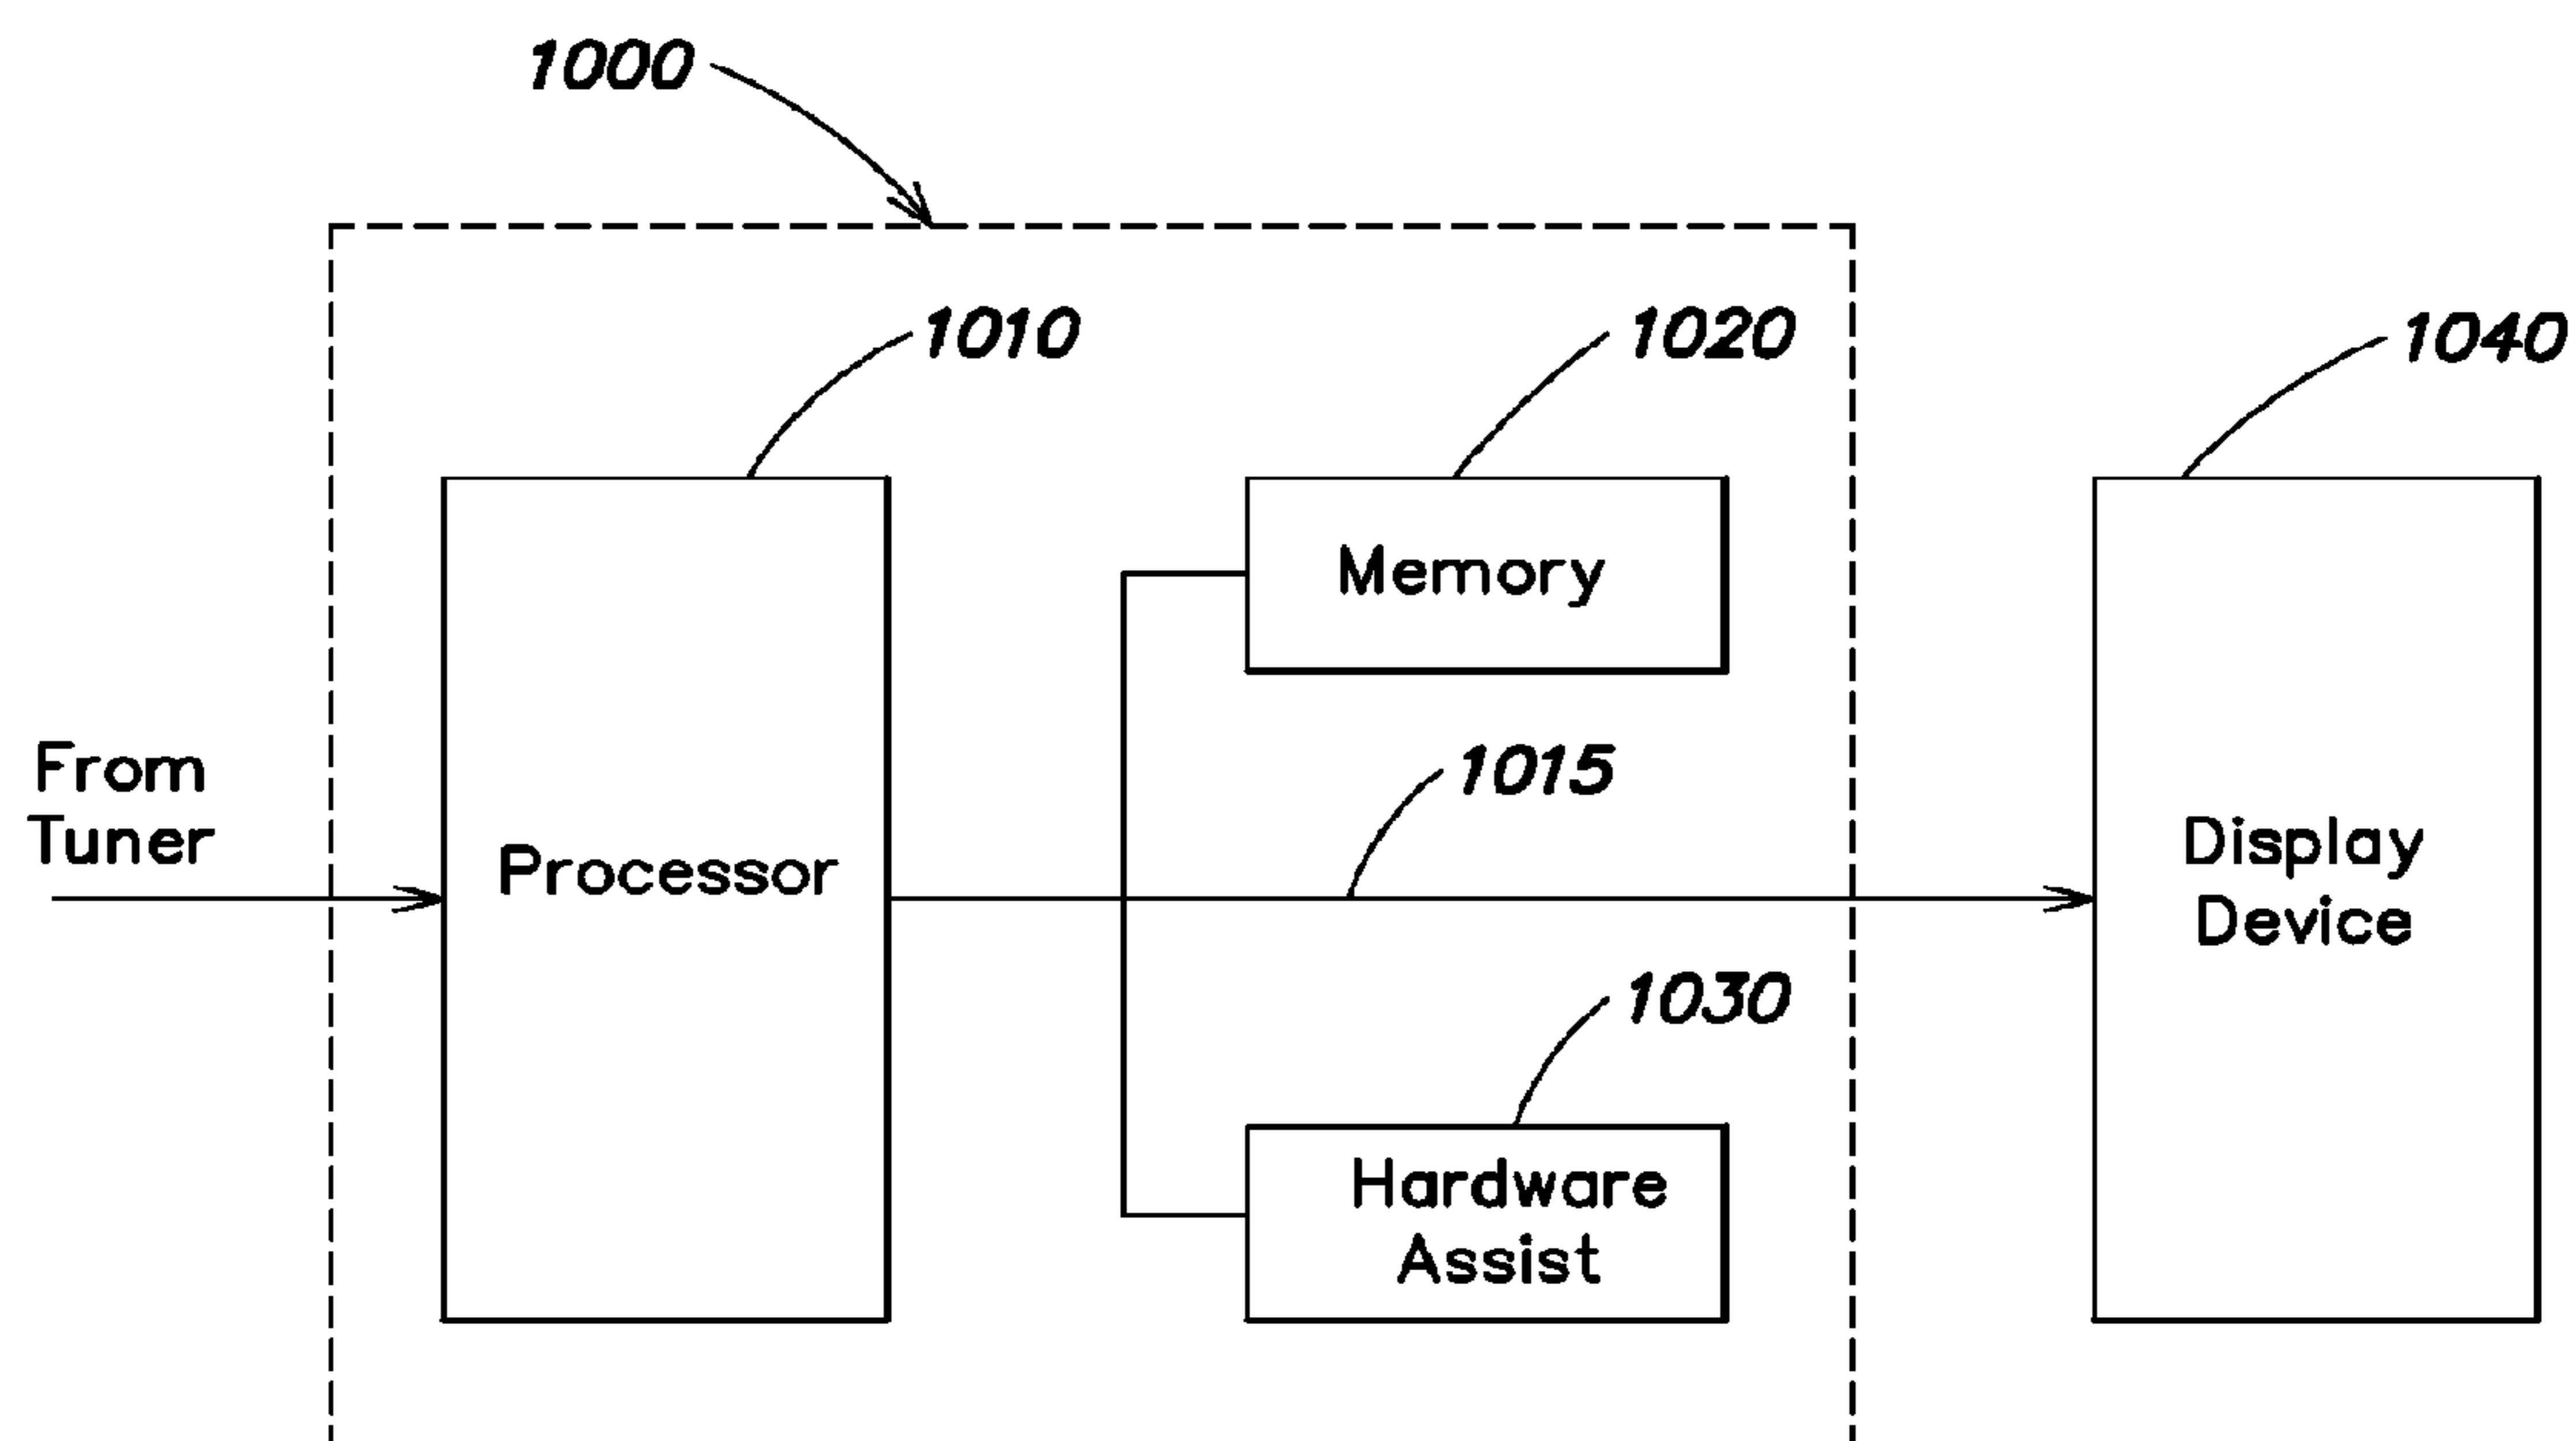 1000
1010
1020
1040
Memory
From
Tuner
1015
Processor
Display
Device
1030
Hardware
Assist